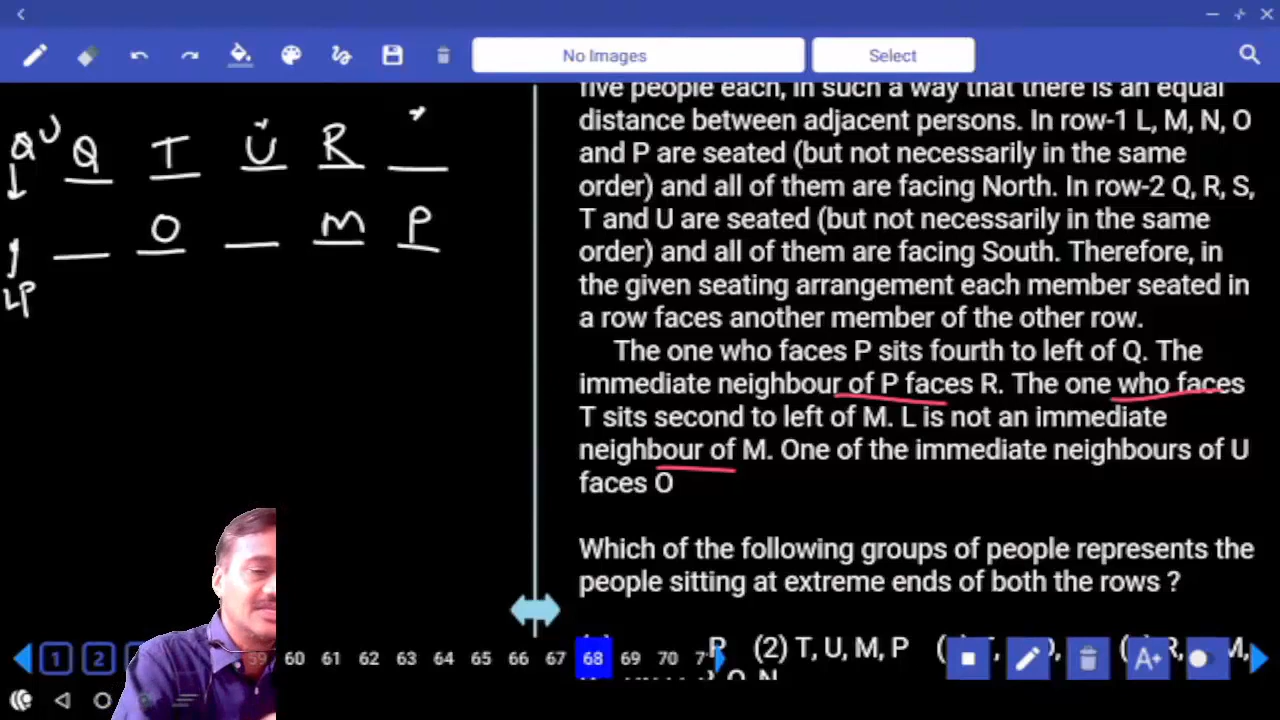 No Images
Select
five people each, in such a way that there is an equal
distance between adjacent persons. In row-1 L, M, N, O
and P are seated (but not necessarily in the same
order) and all of them are facing North. In row-2 Q, R, S,
T and U are seated (but not necessarily in the same
order) and all of them are facing South. Therefore, in
the given seating arrangement each member seated in
a row faces another member of the other row.
The one who faces P sits fourth to left of Q. The
immediate neighbour of P faces R. The one who faces
T sits second to left of M. L is not an immediate
neighbour of M. One of the immediate neighbours of U
faces O
Which of the following groups of people represents the
people sitting at extreme ends of both the rows ?
P (2) T, U, M, P
Q T U R
O M P
LP
1 2 59 60 61 62 63 64 65 66 67 68 69 70
A+